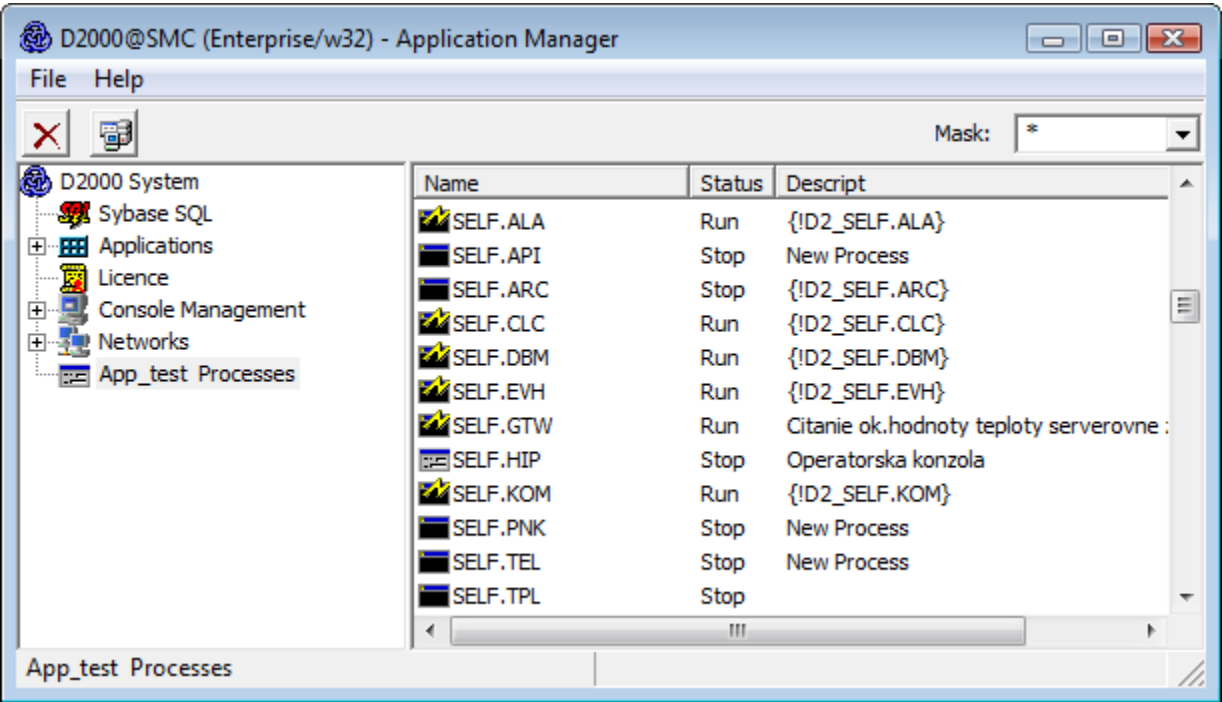 D2000@SMC (Enterprise/w32) - Application Manager
File Help
Mask: *
D2000 System
Sybase SQL
Applications
Licence
Console Management
Networks
App_test Processes
Name Status Descript
SELF.ALA Run {!D2_SELF.ALA}
SELF.API Stop New Process
SELF.ARC Stop {!D2_SELF.ARC}
SELF.CLC Run {!D2_SELF.CLC}
SELF.DBM Run {!D2_SELF.DBM}
SELF.EVH Run {!D2_SELF.EVH}
SELF.GTW Run Citanie ok.hodnoty teploty serverovne
SELF.HIP Stop Operatorska konzola
SELF.KOM Run {!D2_SELF.KOM}
SELF.PNK Stop New Process
SELF.TEL Stop New Process
SELF.TPL Stop
App_test Processes